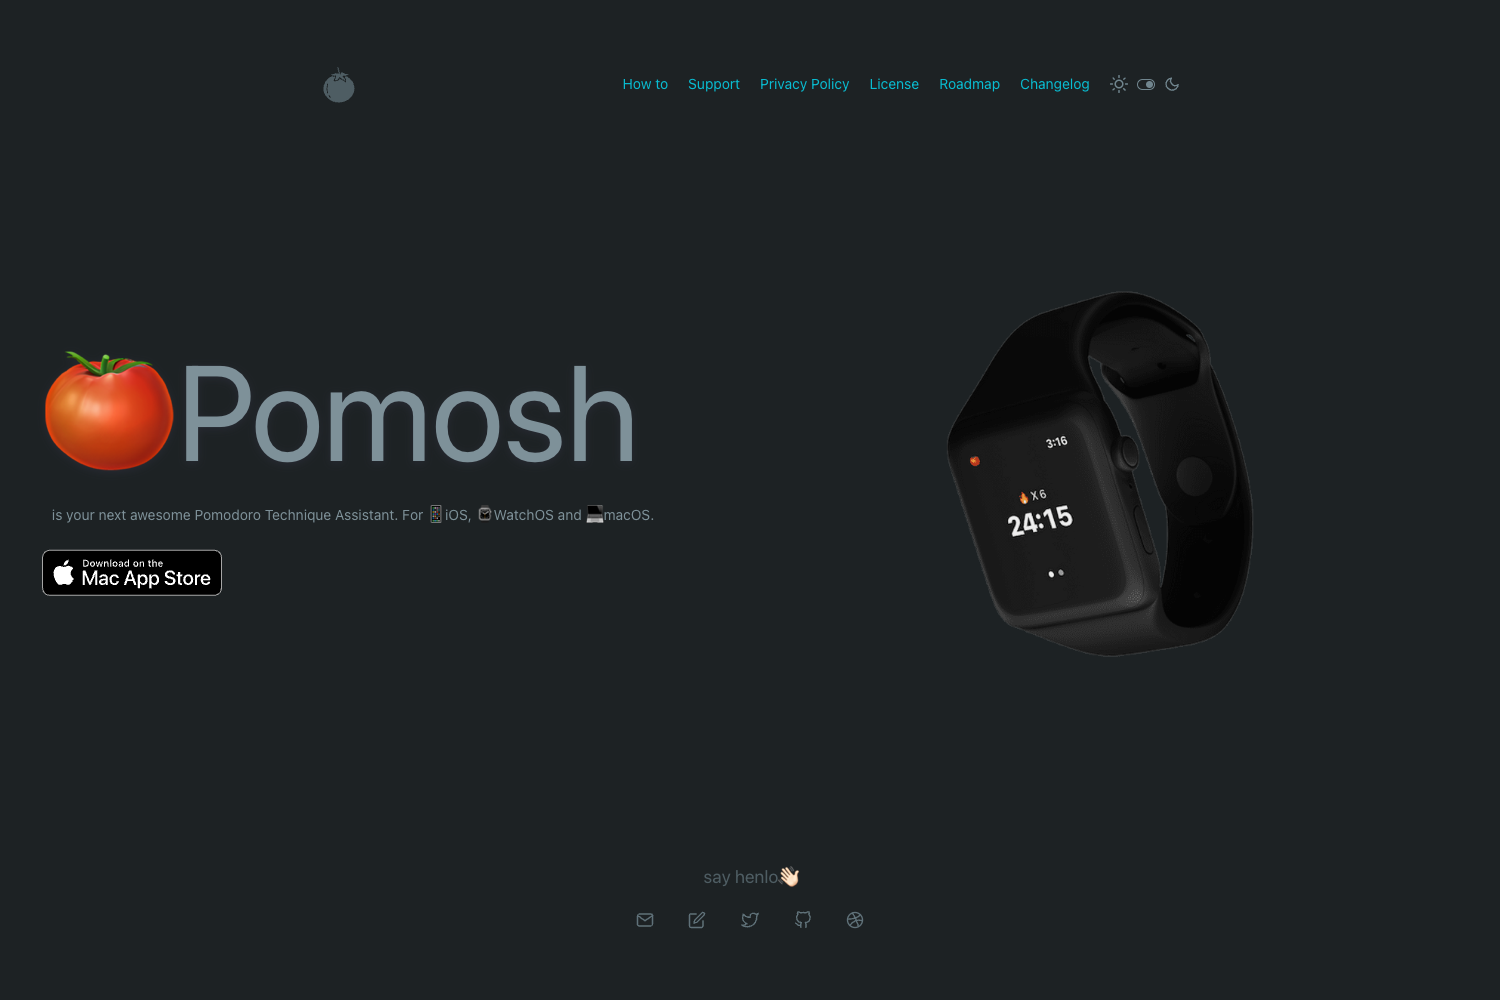 How to Support Privacy Policy License Roadmap Changelog
Pomosh
is your next awesome Pomodoro Technique Assistant. For 📱iOS, ⌚WatchOS and 💻macOS.
Download on the
Mac App Store
3:16
🔥 X 6
24:15
say henlo👋🏻